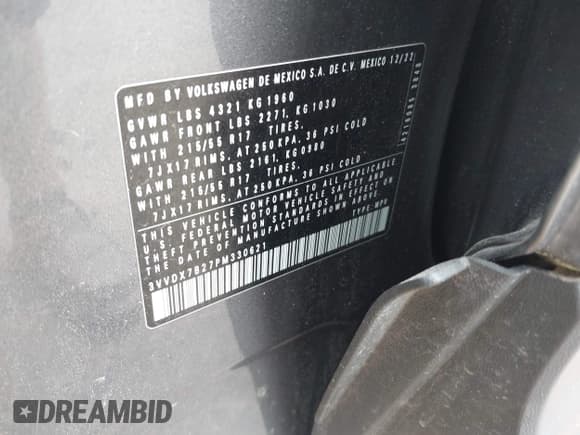 MFD BY VOLKSWAGEN DE MEXICO S.A. DE C.V. MEXICO 12/22
GVWR LBS 4321 KG 1960
GAWR FRONT LBS 2271, KG 1030
WITH 215/55 R17 TIRES,
7JX17 RIMS, AT 250 KPA, 36 PSI COLD
GAWR REAR LBS 2161, KG 0980
WITH 215/55 R17 TIRES,
7JX17 RIMS, AT 250 KPA, 36 PSI COLD
THIS VEHICLE CONFORMS TO ALL APPLICABLE
U.S. FEDERAL MOTOR VEHICLE SAFETY AND
THEFT PREVENTION STANDARDS IN EFFECT ON
DATE OF MANUFACTURE SHOWN ABOVE.
TYPE: MPV
3VVDX7B27PM330621
DREAMBID